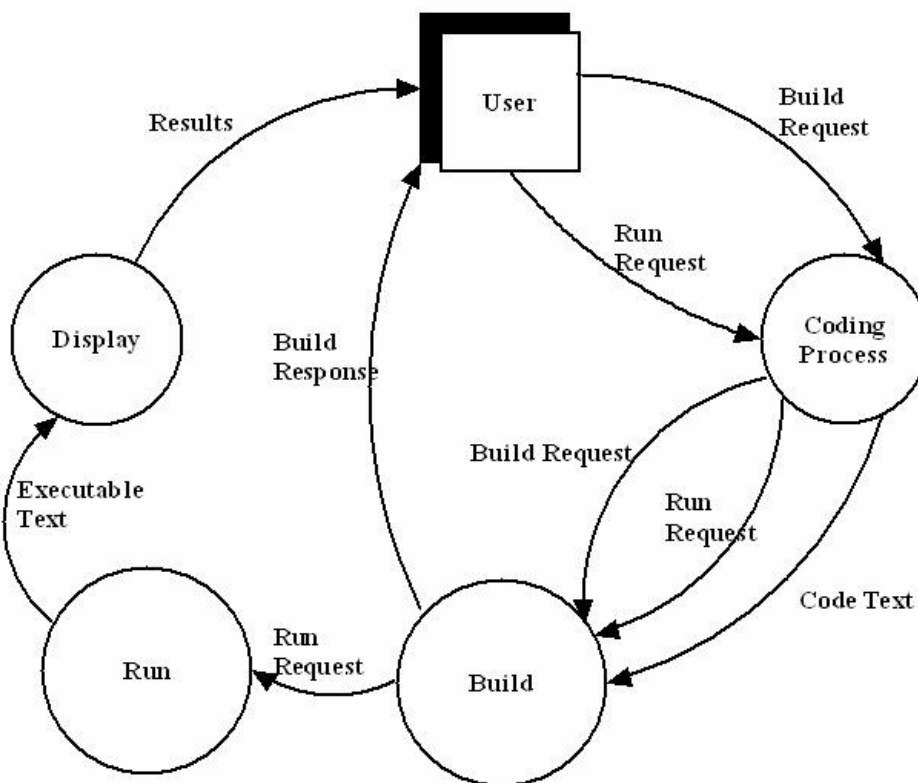 User
Build
Request
Results
Run
Request
Display
Coding
Process
Build
Response
Build Request
Executable
Text
Run
Request
Code Text
Run
Request
Run
Build